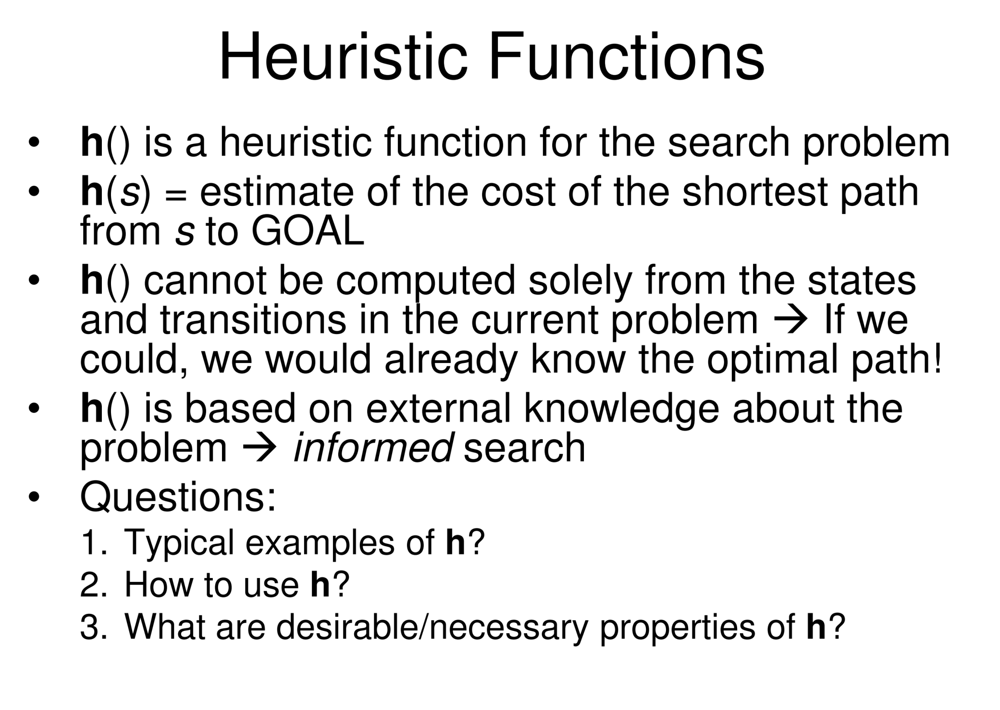 Heuristic Functions
• h() is a heuristic function for the search problem
• h(s) = estimate of the cost of the shortest path
from s to GOAL
• h() cannot be computed solely from the states
and transitions in the current problem → If we
could, we would already know the optimal path!
• h() is based on external knowledge about the
problem → informed search
• Questions:
1. Typical examples of h?
2. How to use h?
3. What are desirable/necessary properties of h?